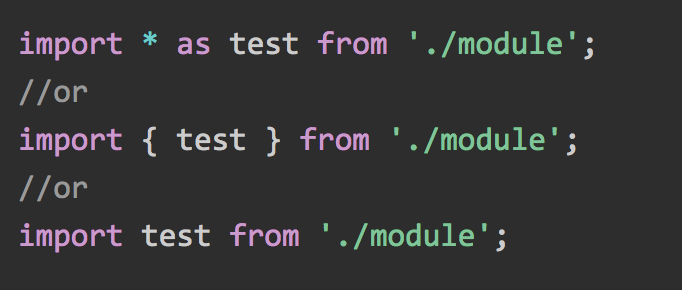 import * as test from './module';
//or
import { test } from './module';
//or
import test from './module';